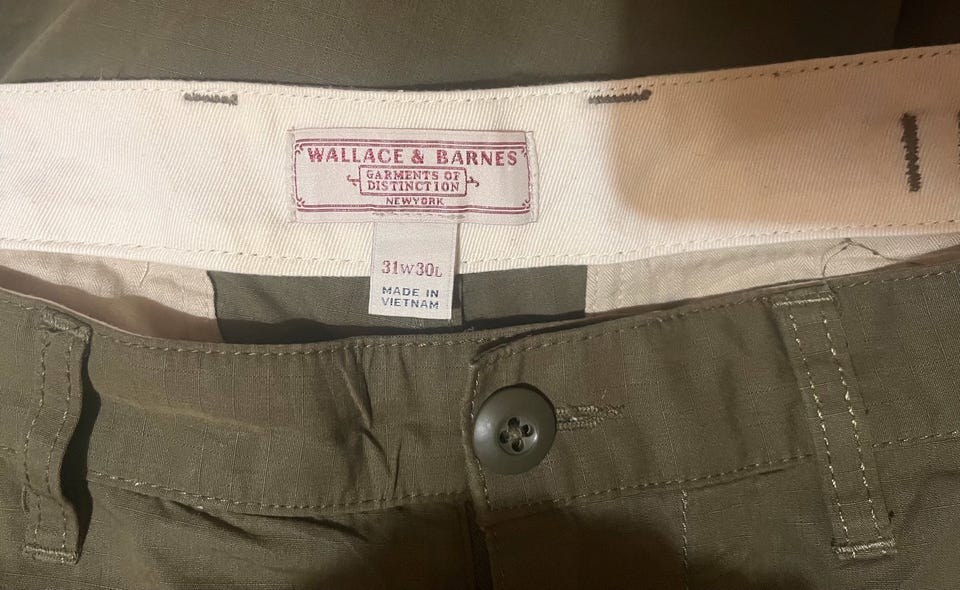 WALLACE & BARNES
GARMENTS OF
DISTINCTION
NEWYORK
31W30L
MADE IN
VIETNAM